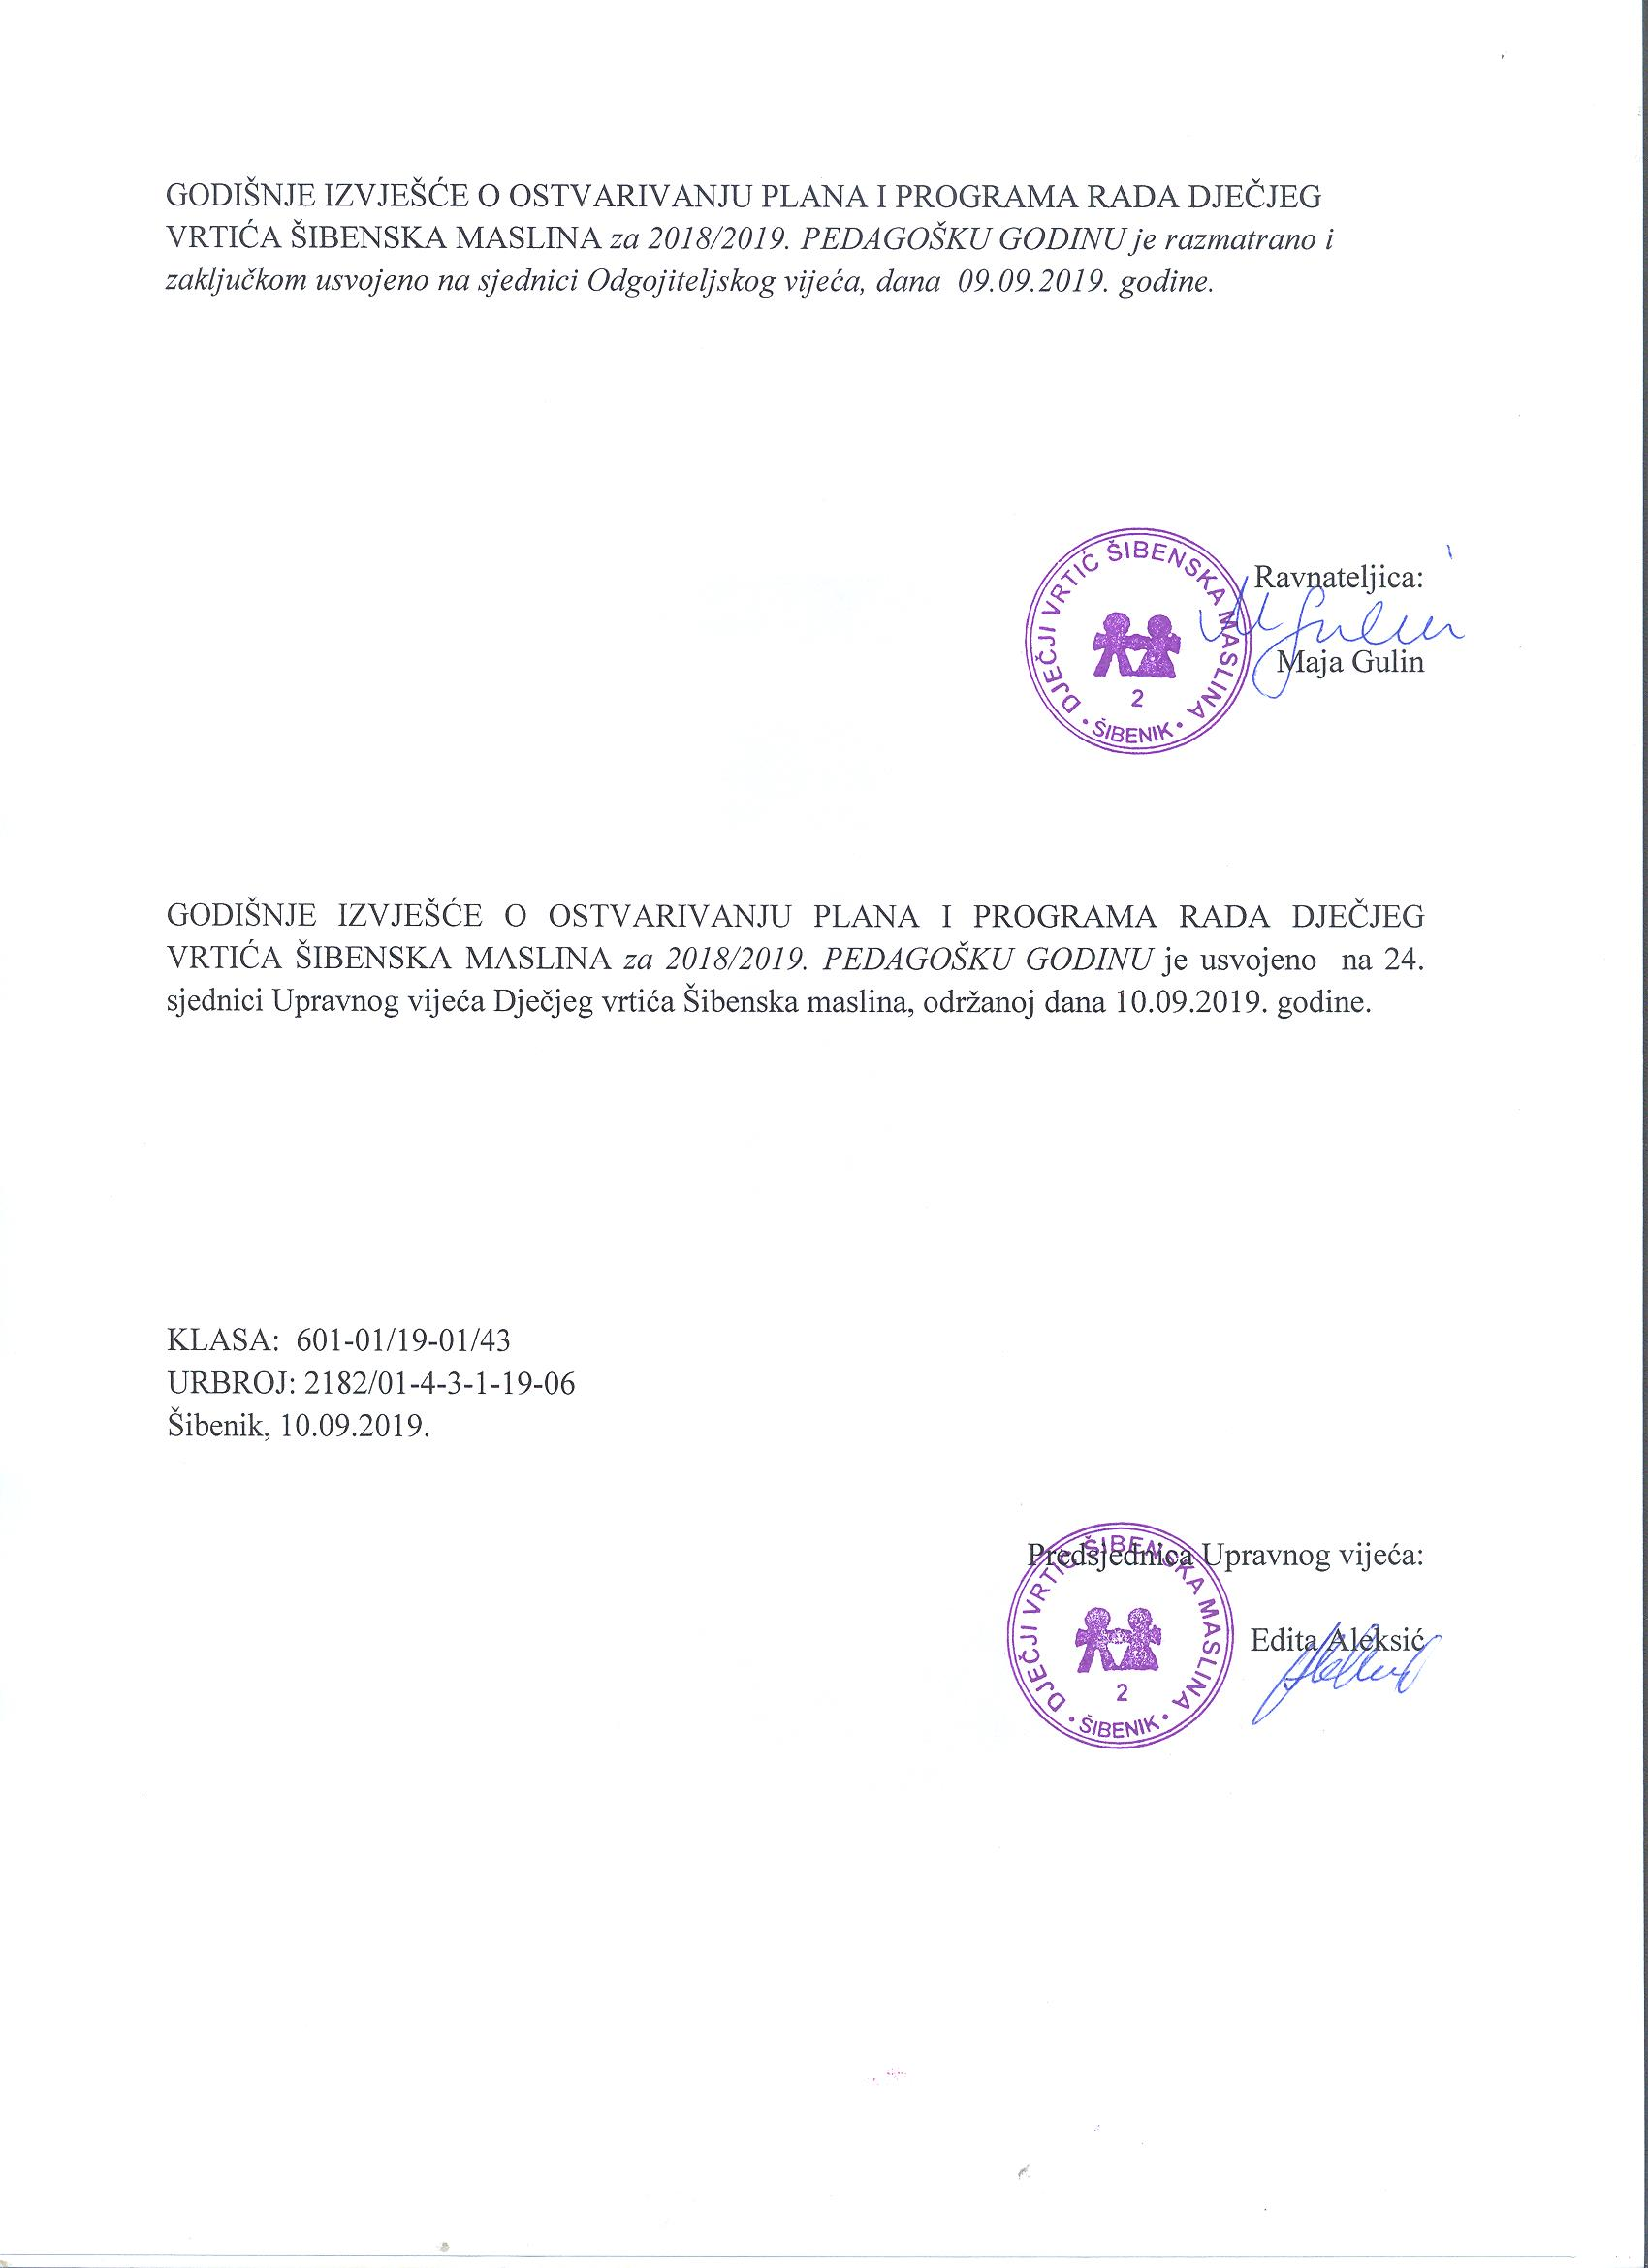 GODIŠNJE IZVJEŠĆE O OSTVARIVANJU PLANA I PROGRAMA RADA DJEČJEG
VRTIĆA ŠIBENSKA MASLINA za 2018/2019. PEDAGOŠKU GODINU je razmatrano i
zaključkom usvojeno na sjednici Odgojiteljskog vijeća, dana 09.09.2019. godine.
Ravnateljica:
Maja Gulin
DJEČJI VRTIĆ ŠIBENSKA MASLINA
2
• ŠIBENIK •
GODIŠNJE IZVJEŠĆE O OSTVARIVANJU PLANA I PROGRAMA RADA DJEČJEG
VRTIĆA ŠIBENSKA MASLINA za 2018/2019. PEDAGOŠKU GODINU je usvojeno na 24.
sjednici Upravnog vijeća Dječjeg vrtića Šibenska maslina, održanoj dana 10.09.2019. godine.
KLASA: 601-01/19-01/43
URBROJ: 2182/01-4-3-1-19-06
Šibenik, 10.09.2019.
Predsjednica Upravnog vijeća:
Edita Aleksić
DJEČJI VRTIĆ ŠIBENSKA MASLINA
2
• ŠIBENIK •